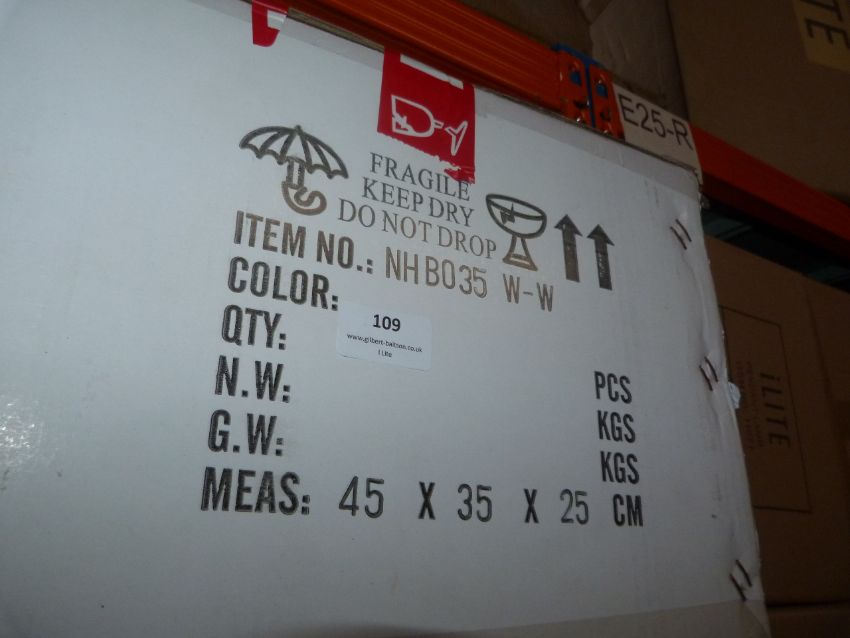 E25-R
FRAGILE
KEEP DRY
DO NOT DROP
ITEM NO.: NHB035 W-W
COLOR:
109
www.gilbert-baitson.co.uk
I Lite
QTY: PCS
N.W: KGS
G.W: KGS
MEAS: 45 X 35 X 25 CM
iLITE